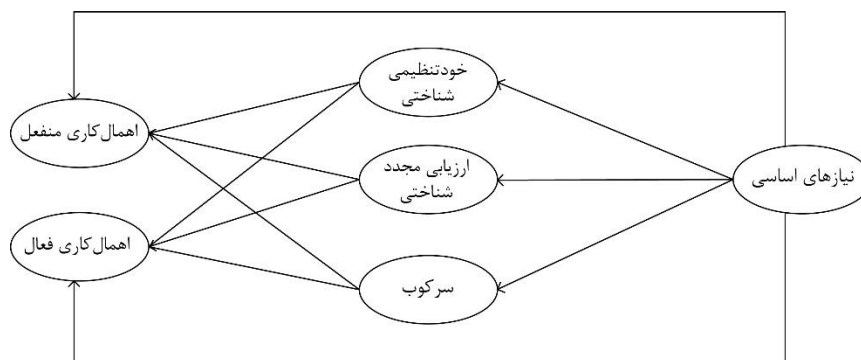 خودتنظیمی
شناختی
اهمال‌کاری منفعل
ارزیابی مجدد
شناختی
نیازهای اساسی
اهمال‌کاری فعال
سرکوب